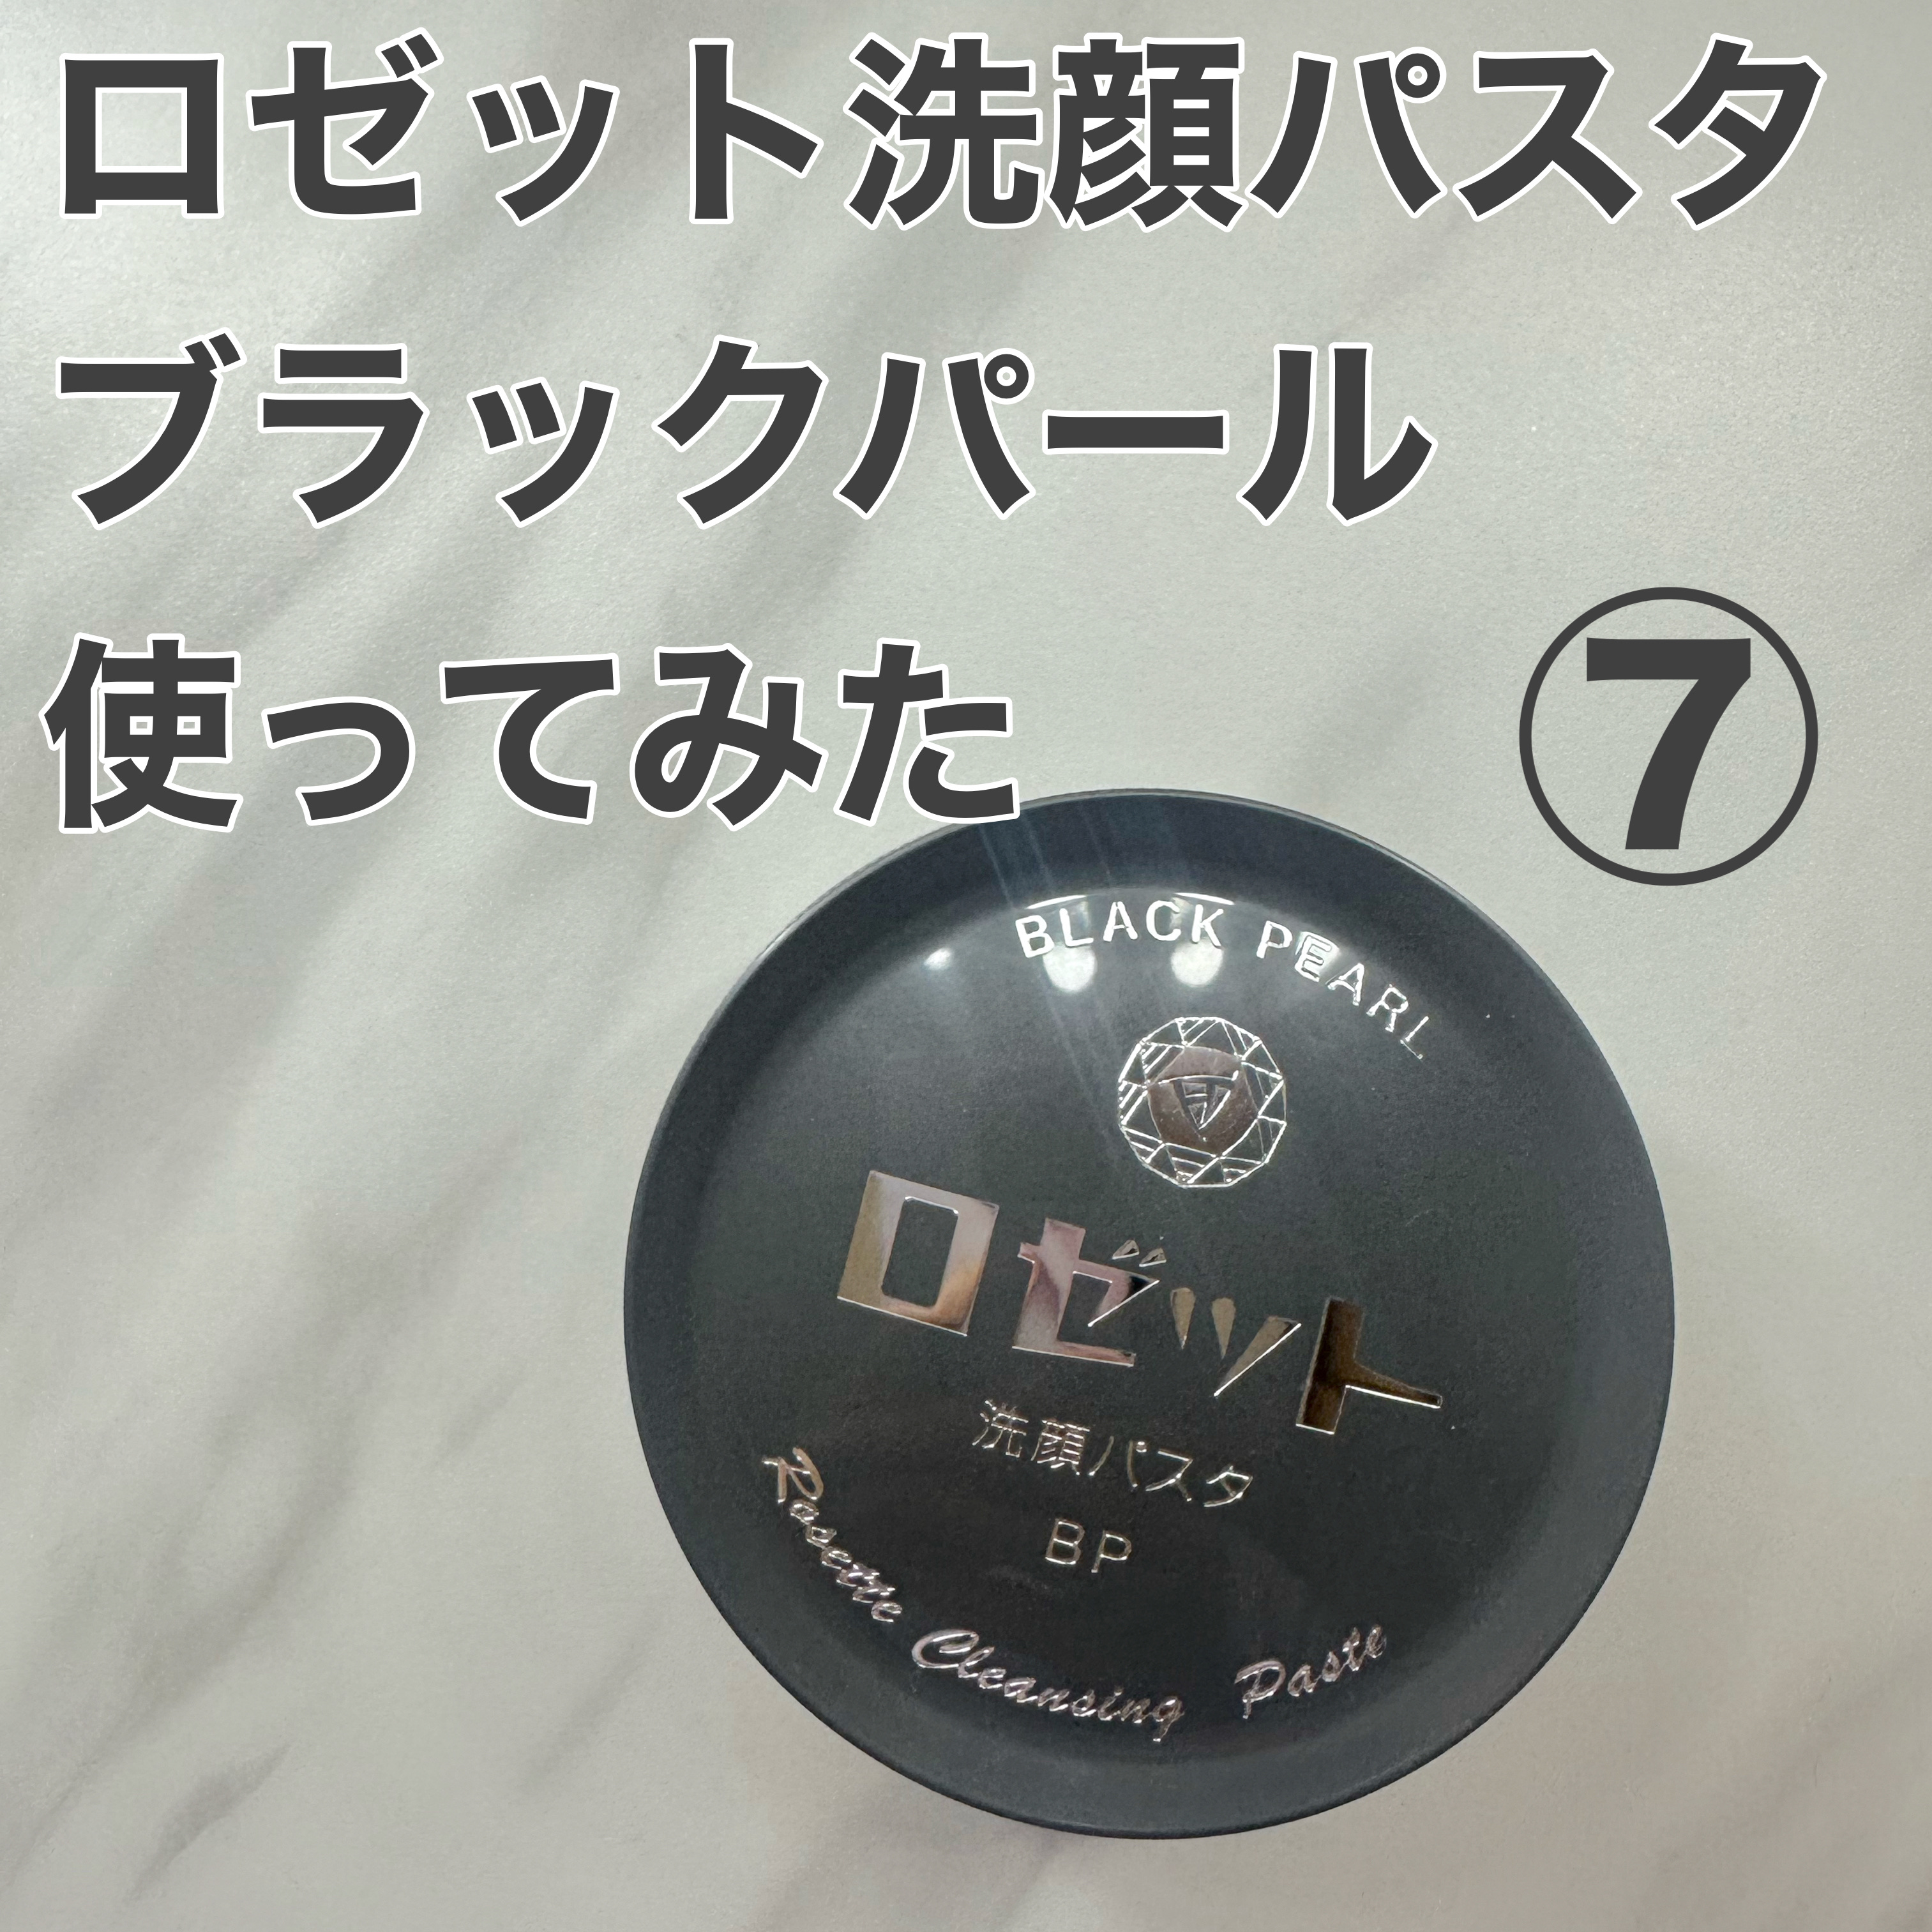 ロゼット洗顔パスタ
ブラックパール
使ってみた
⑦
BLACK PEARL
ロゼット
洗顔パスタ
BP
Rosette Cleansing Paste